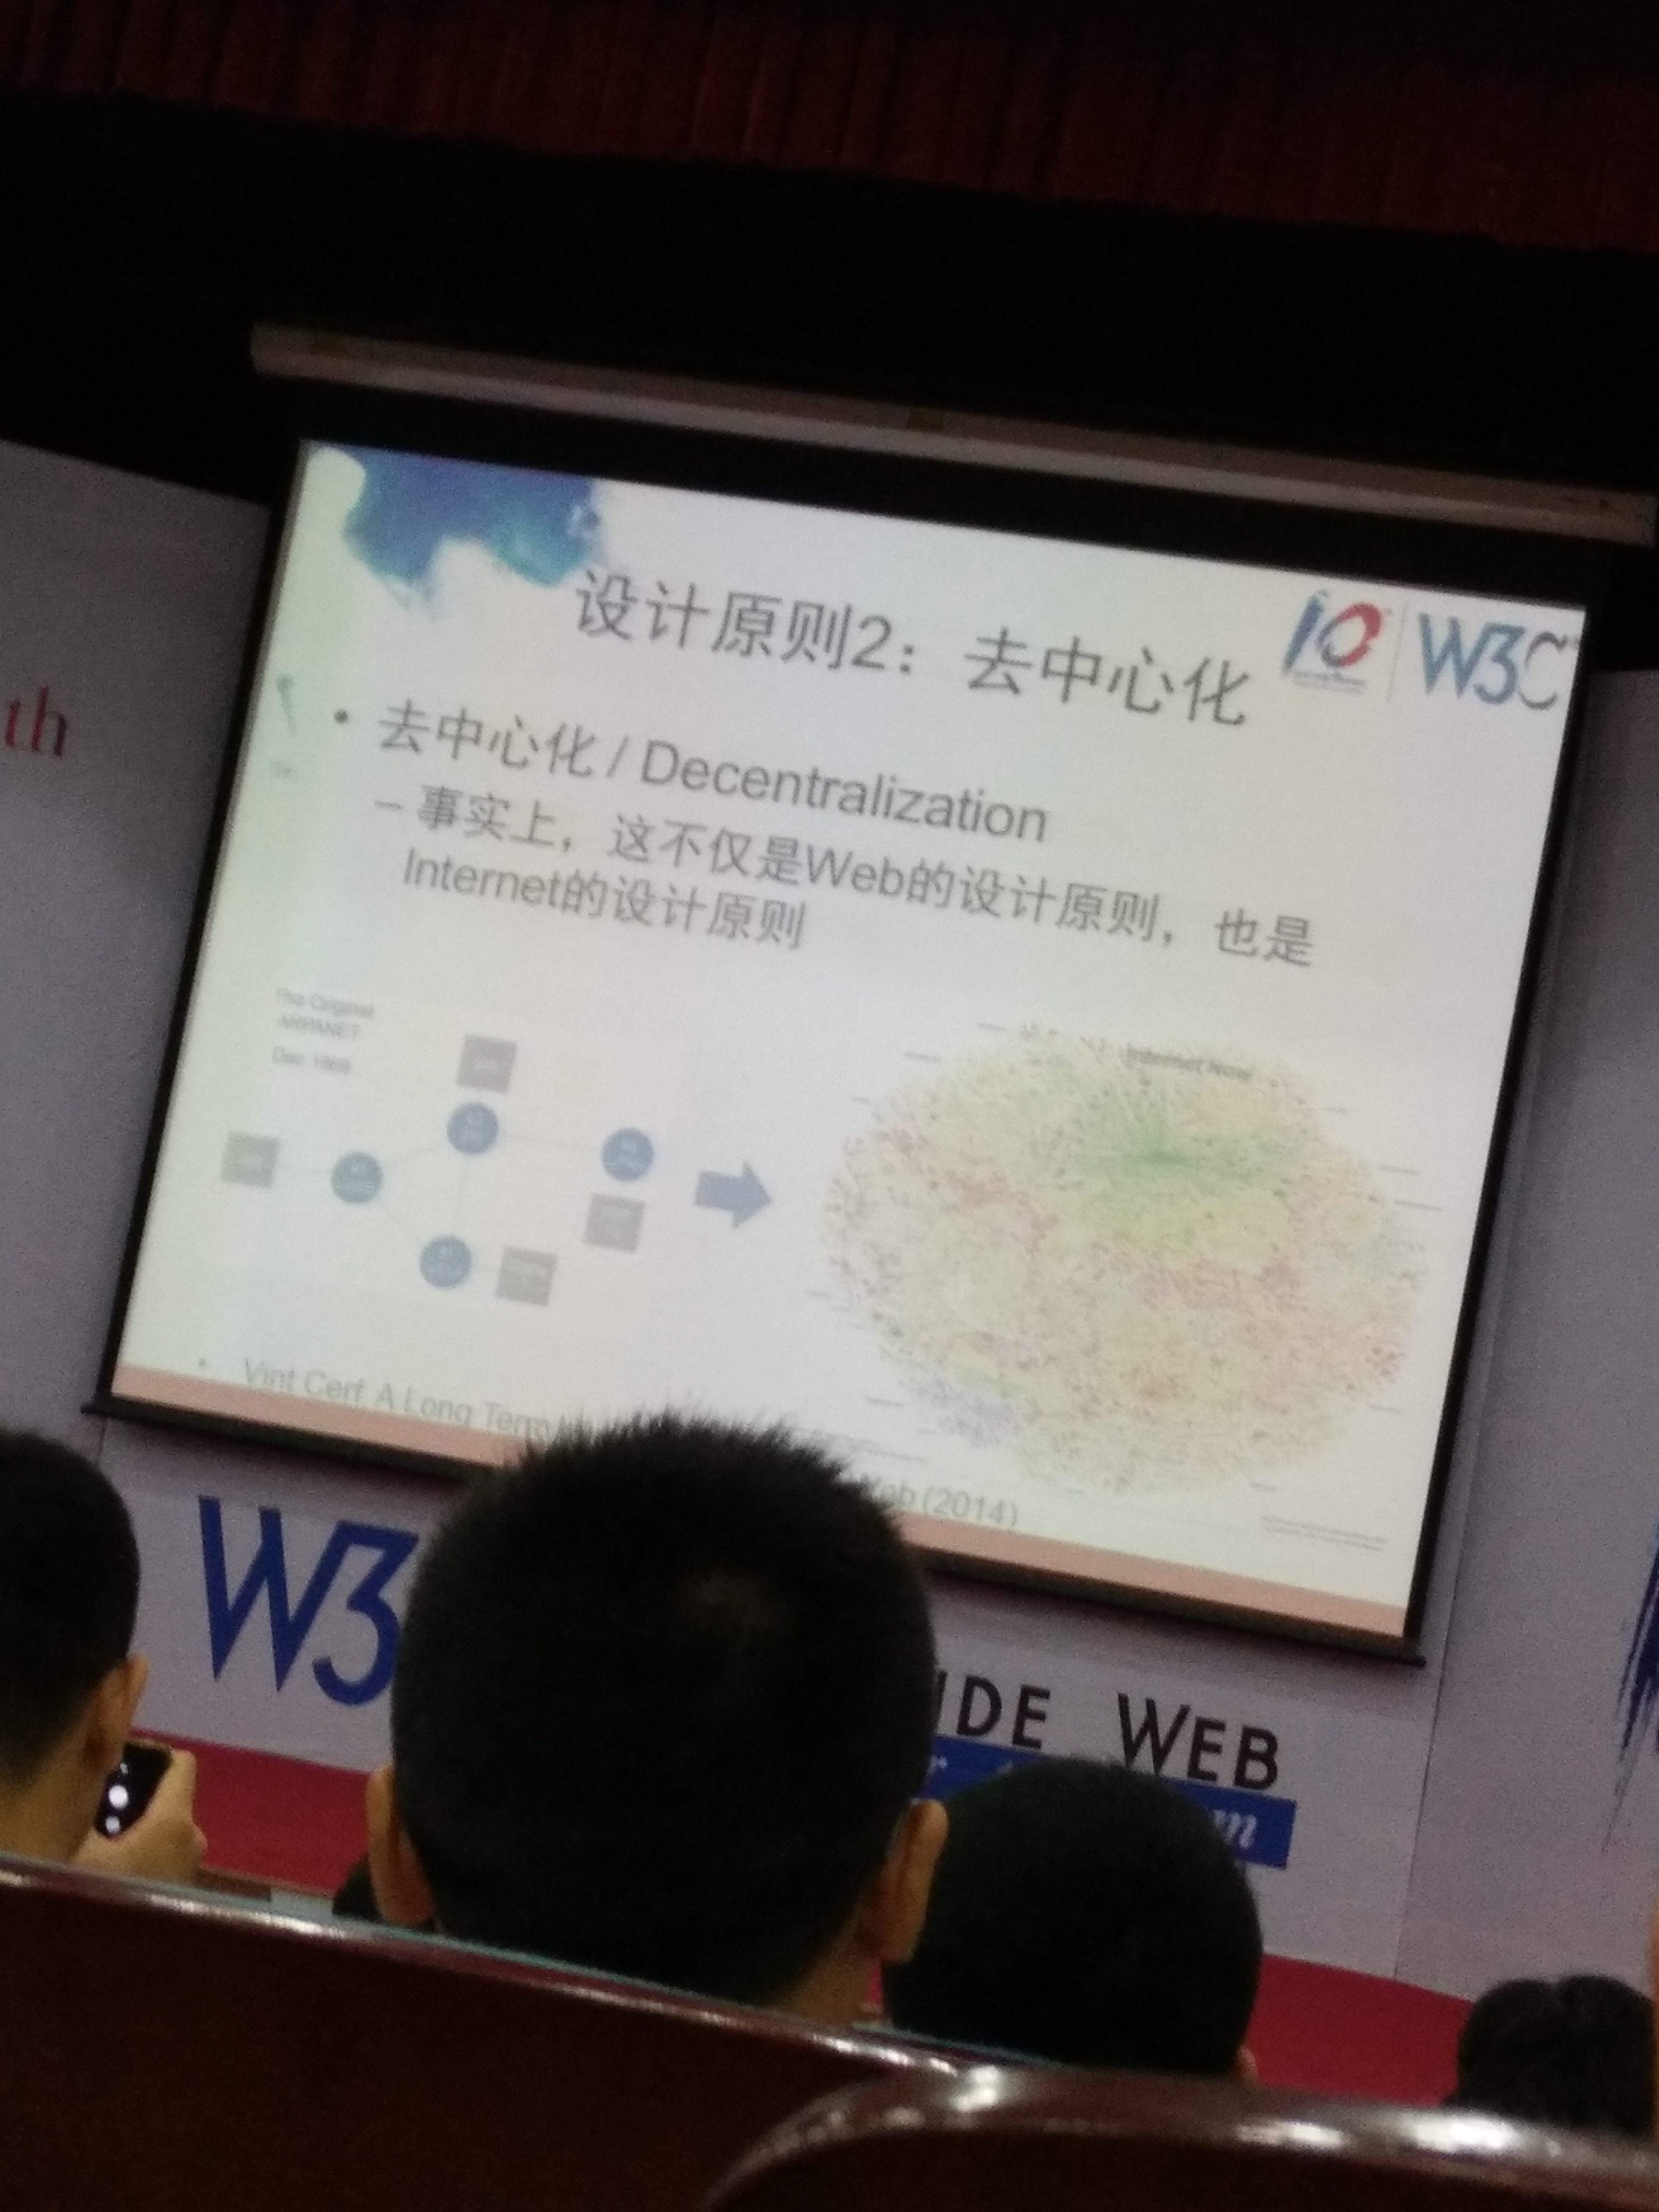 th
设计原则2：去中心化
10
W3C
• 去中心化 / Decentralization
– 事实上，这不仅是Web的设计原则，也是
Internet的设计原则
The Original
ARPANET
Dec 1969
Internet Now
• Vint Cerf, A Long Term
(2014)
W3
IDE WEB
m